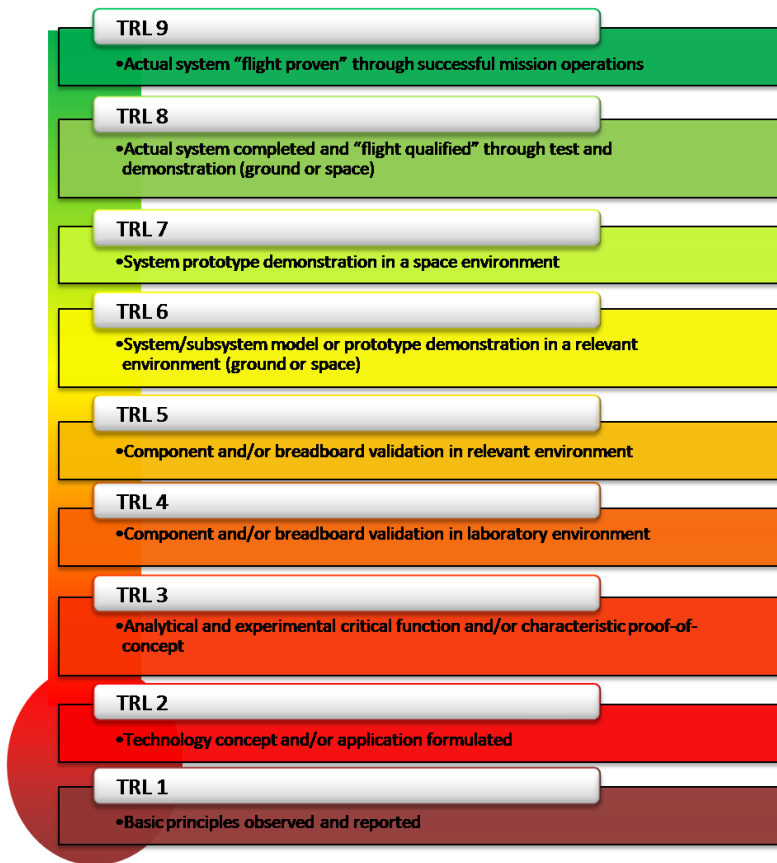 TRL 9
•Actual system “flight proven” through successful mission operations
TRL 8
•Actual system completed and “flight qualified” through test and
demonstration (ground or space)
TRL 7
•System prototype demonstration in a space environment
TRL 6
•System/subsystem model or prototype demonstration in a relevant
environment (ground or space)
TRL 5
•Component and/or breadboard validation in relevant environment
TRL 4
•Component and/or breadboard validation in laboratory environment
TRL 3
•Analytical and experimental critical function and/or characteristic proof-of-
concept
TRL 2
•Technology concept and/or application formulated
TRL 1
•Basic principles observed and reported